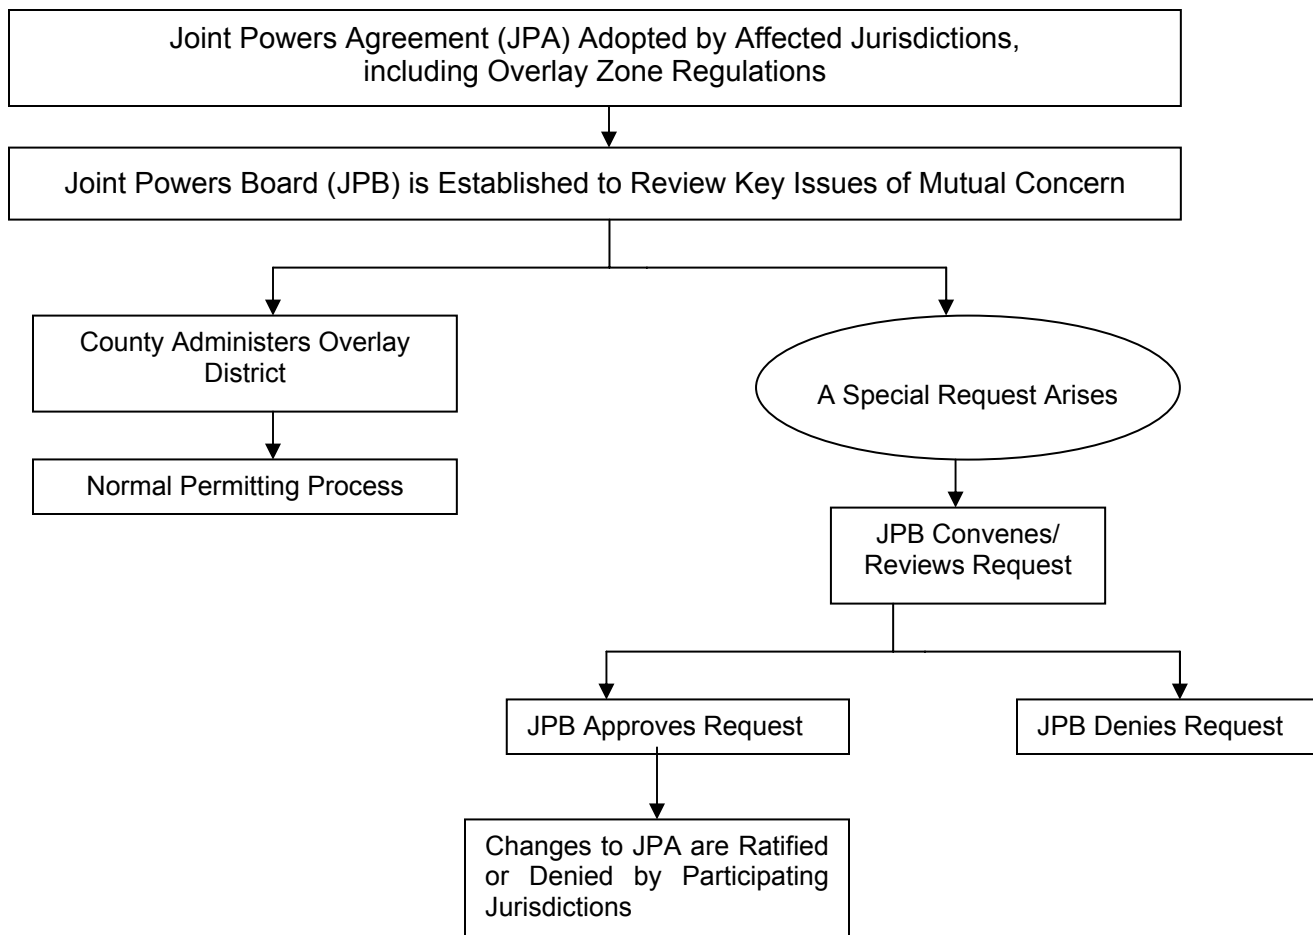 Joint Powers Agreement (JPA) Adopted by Affected Jurisdictions,
including Overlay Zone Regulations
Joint Powers Board (JPB) is Established to Review Key Issues of Mutual Concern
County Administers Overlay
District
Normal Permitting Process
A Special Request Arises
JPB Convenes/
Reviews Request
JPB Approves Request
JPB Denies Request
Changes to JPA are Ratified
or Denied by Participating
Jurisdictions